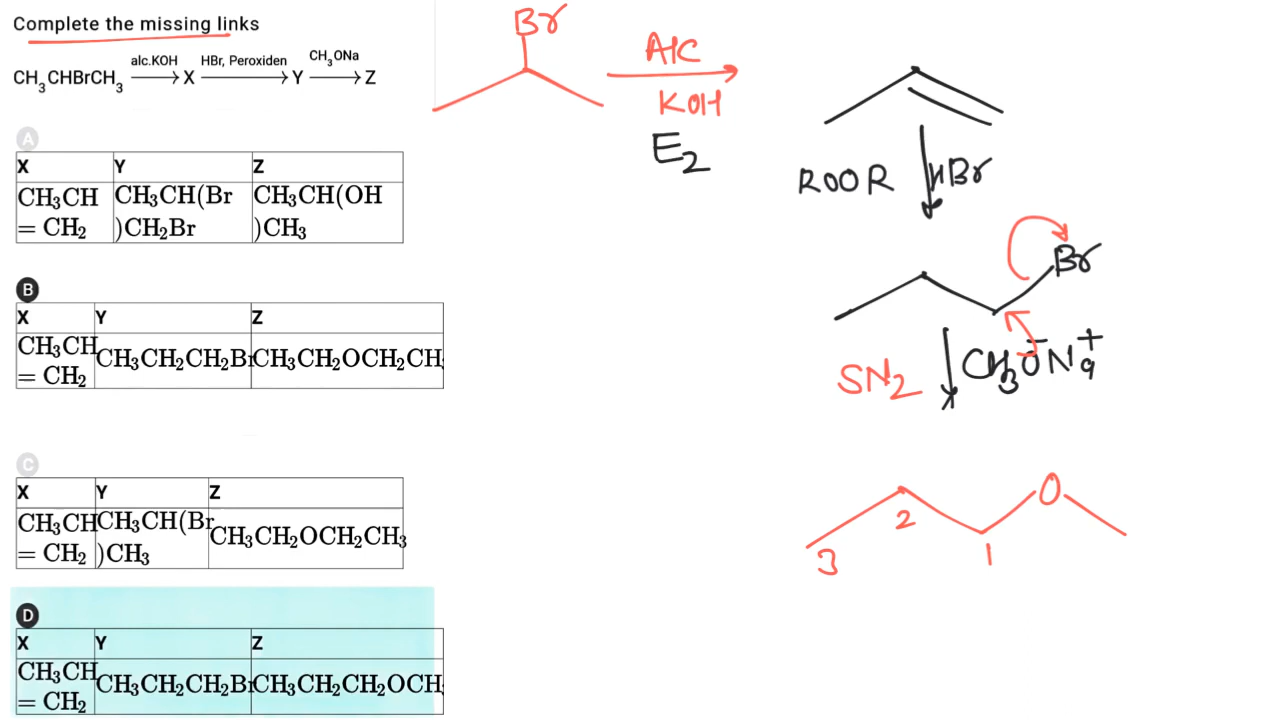 Complete the missing links
CH₃CHBrCH₃ alc.KOH → X HBr, Peroxiden → Y CH₃ONa → Z
A
X Y Z
CH₃CH CH₃CH(Br CH₃CH(OH
= CH₂ )CH₂Br )CH₃
B
X Y Z
CH₃CH
= CH₂ CH₃CH₂CH₂Br CH₃CH₂OCH₂CH
C
X Y Z
CH₃CH CH₃CH(Br CH₃CH₂OCH₂CH₃
= CH₂ )CH₃
D
X Y Z
CH₃CH
= CH₂ CH₃CH₂CH₂Br CH₃CH₂CH₂OCH
Br
Alc
KOH
E₂
ROOR HBr
Br
SN₂ CH₃O⁻Na⁺
O
3 2 1